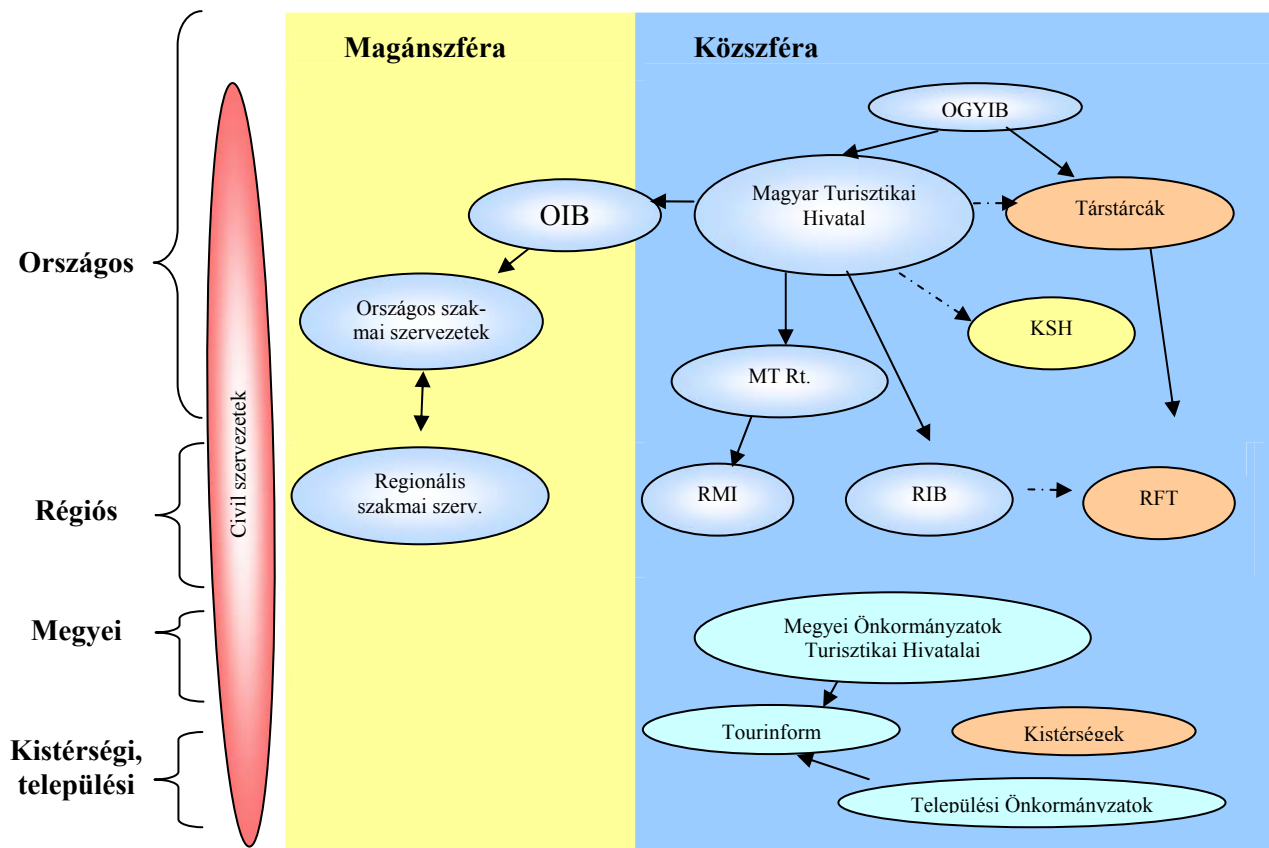 Magánszféra
Közszféra
OGYIB
Magyar Turisztikai
Hivatal
Társtárcák
OIB
Országos
Országos szak-
mai szervezetek
KSH
MT Rt.
Civil szervezetek
Régiós
Regionális
szakmai szerv.
RMI
RIB
RFT
Megyei
Megyei Önkormányzatok
Turisztikai Hivatalai
Kistérségi,
települési
Tourinform
Kistérségek
Települési Önkormányzatok